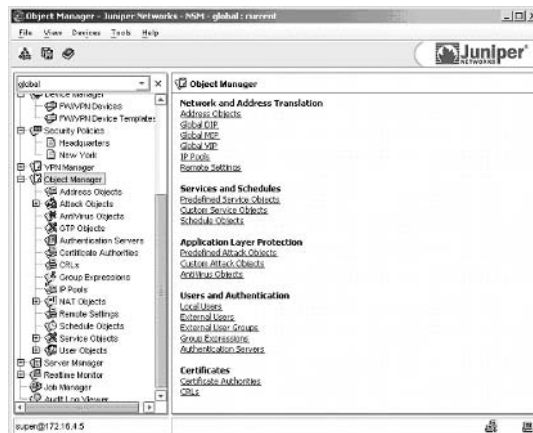 Object Manager - Juniper Networks - NSM - global : current
File View Devices Tools Help
Juniper
NETWORKS
global
Device Manager
FW/VPN Devices
FW/VPN Device Templates
Security Policies
Headquarters
New York
VPN Manager
Object Manager
Address Objects
Attack Objects
AntiVirus Objects
GTP Objects
Authentication Servers
Certificate Authorities
CRLs
Group Expressions
IP Pools
NAT Objects
Remote Settings
Schedule Objects
Service Objects
User Objects
Server Manager
Realtime Monitor
Job Manager
Audit Log Viewer
Object Manager
Network and Address Translation
Address Objects
Global DIP
Global MIP
Global VIP
IP Pools
Remote Settings
Services and Schedules
Predefined Service Objects
Custom Service Objects
Schedule Objects
Application Layer Protection
Predefined Attack Objects
Custom Attack Objects
AntiVirus Objects
Users and Authentication
Local Users
External Users
External User Groups
Group Expressions
Authentication Servers
Certificates
Certificate Authorities
CRLs
super@172.16.4.5